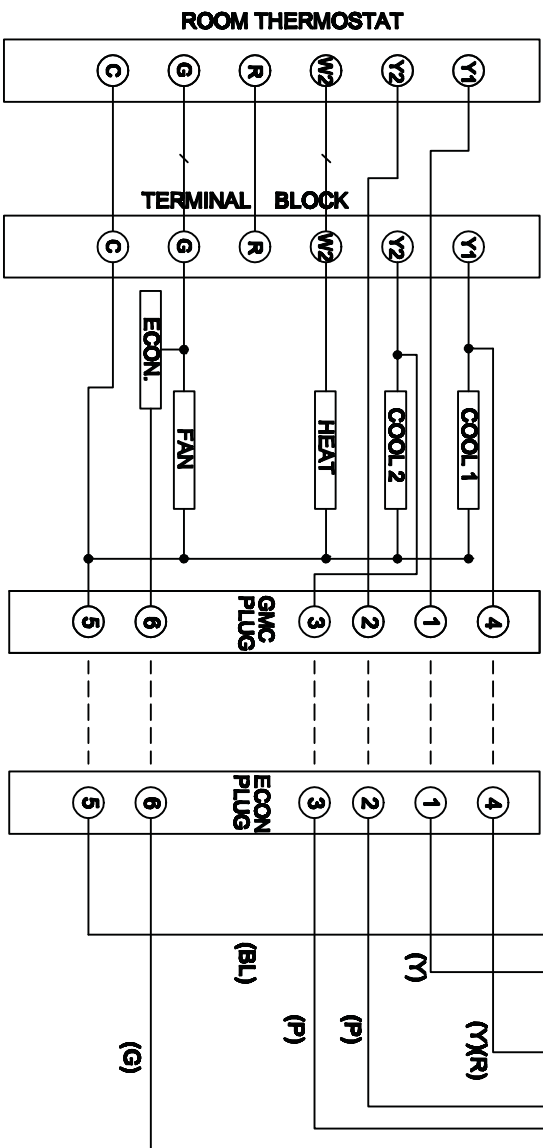 ROOM THERMOSTAT
C G R W2 Y2 Y1
TERMINAL BLOCK
C G R W2 Y2 Y1
ECON.
FAN
HEAT
COOL 2
COOL 1
GMC
PLUG
5 6 3 2 1 4
ECON
PLUG
5 6 3 2 1 4
(BL)
(Y)
(G)
(P)
(P)
(Y)(R)